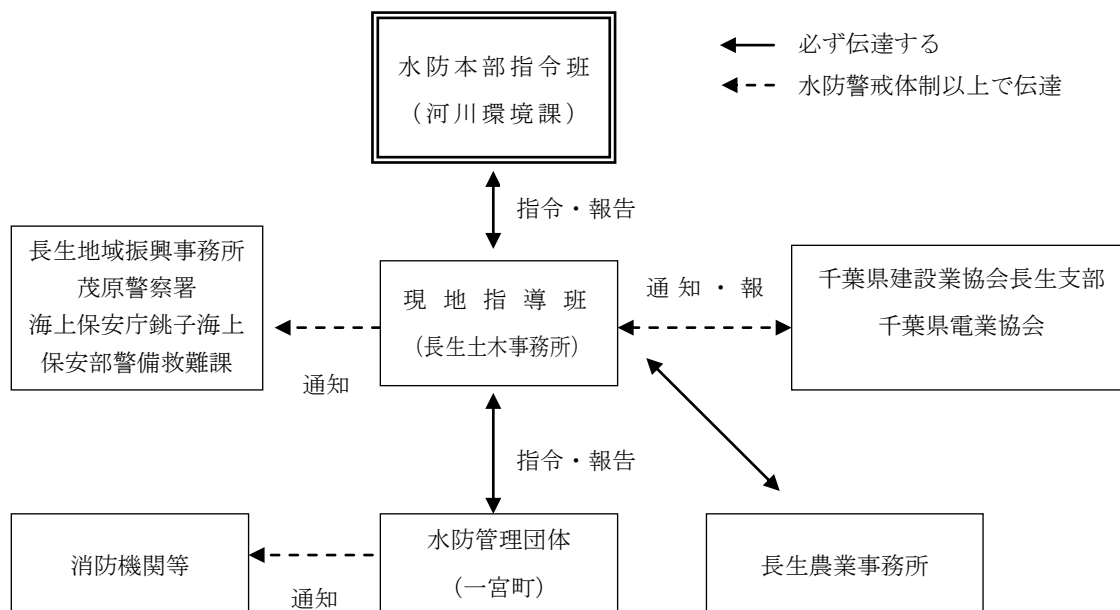 水防本部指令班
（河川環境課）
必ず伝達する
水防警戒体制以上で伝達
指令・報告
長生地域振興事務所
茂原警察署
海上保安庁銚子海上
保安部警備救難課
通知
現地指導班
（長生土木事務所）
通知・報
千葉県建設業協会長生支部
千葉県電業協会
指令・報告
消防機関等
通知
水防管理団体
（一宮町）
長生農業事務所